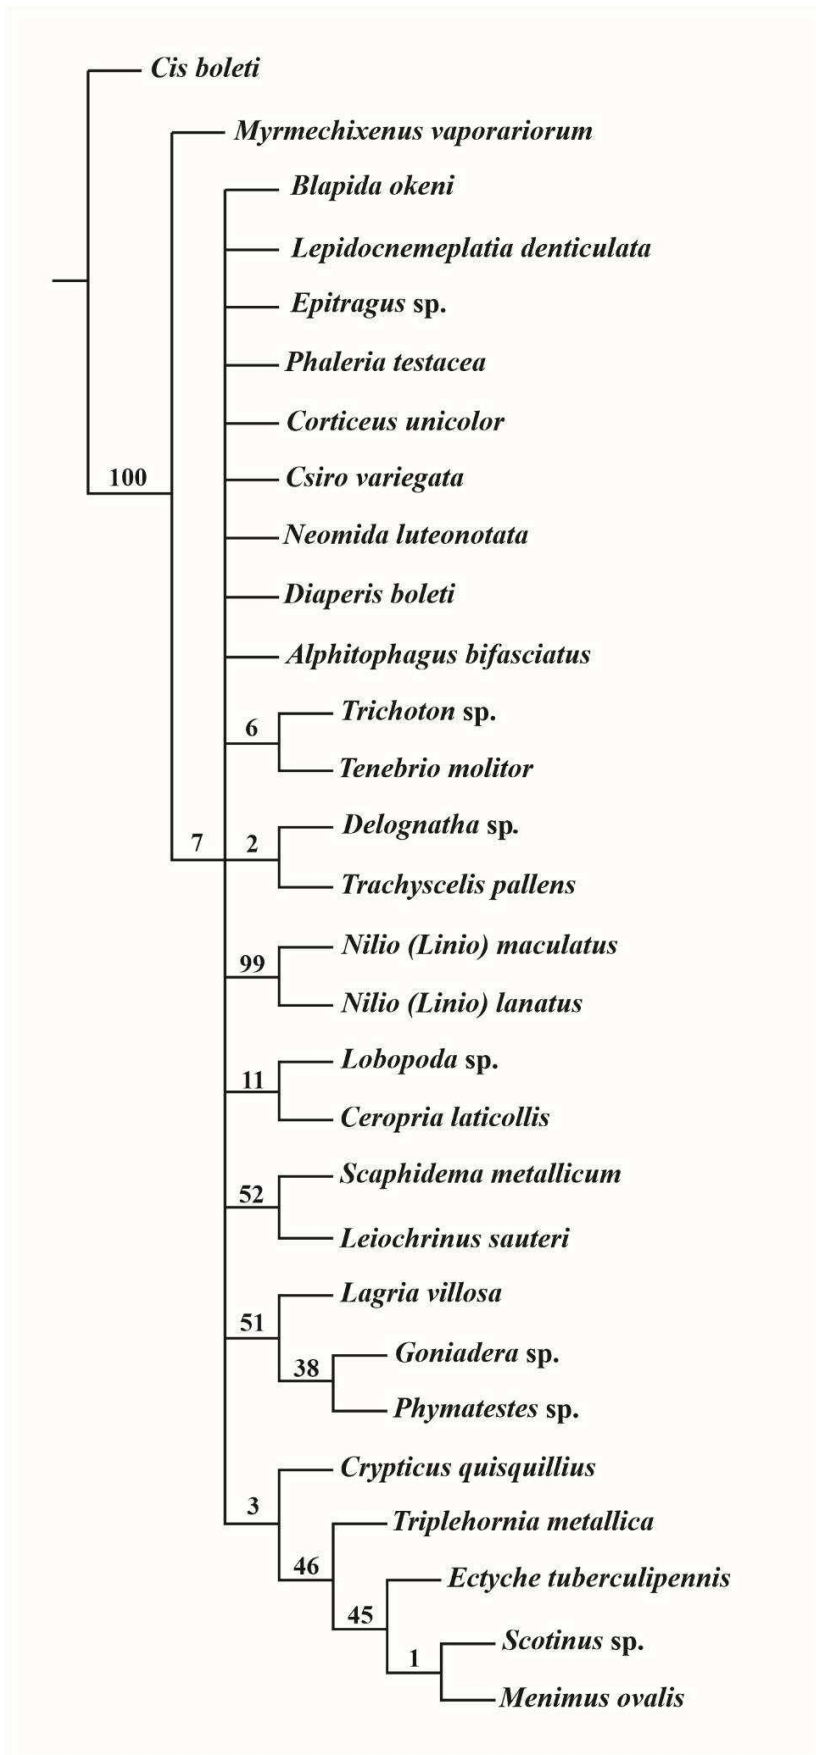 Cis boleti
Myrmechixenus vaporariorum
Blapida okeni
Lepidocnemeplatia denticulata
Epitragus sp.
Phaleria testacea
Corticeus unicolor
100
Csiro variegata
Neomida luteonotata
Diaperis boleti
Alphitophagus bifasciatus
Trichoton sp.
6
Tenebrio molitor
Delognatha sp.
7 2
Trachyscelis pallens
Nilio (Linio) maculatus
99
Nilio (Linio) lanatus
Lobopoda sp.
11
Ceropria laticollis
Scaphidema metallicum
52
Leiochrinus sauteri
Lagria villosa
51
Goniadera sp.
38
Phymatestes sp.
Crypticus quisquillius
3
Triplehornia metallica
46
Ectyche tuberculipennis
45
Scotinus sp.
1
Menimus ovalis